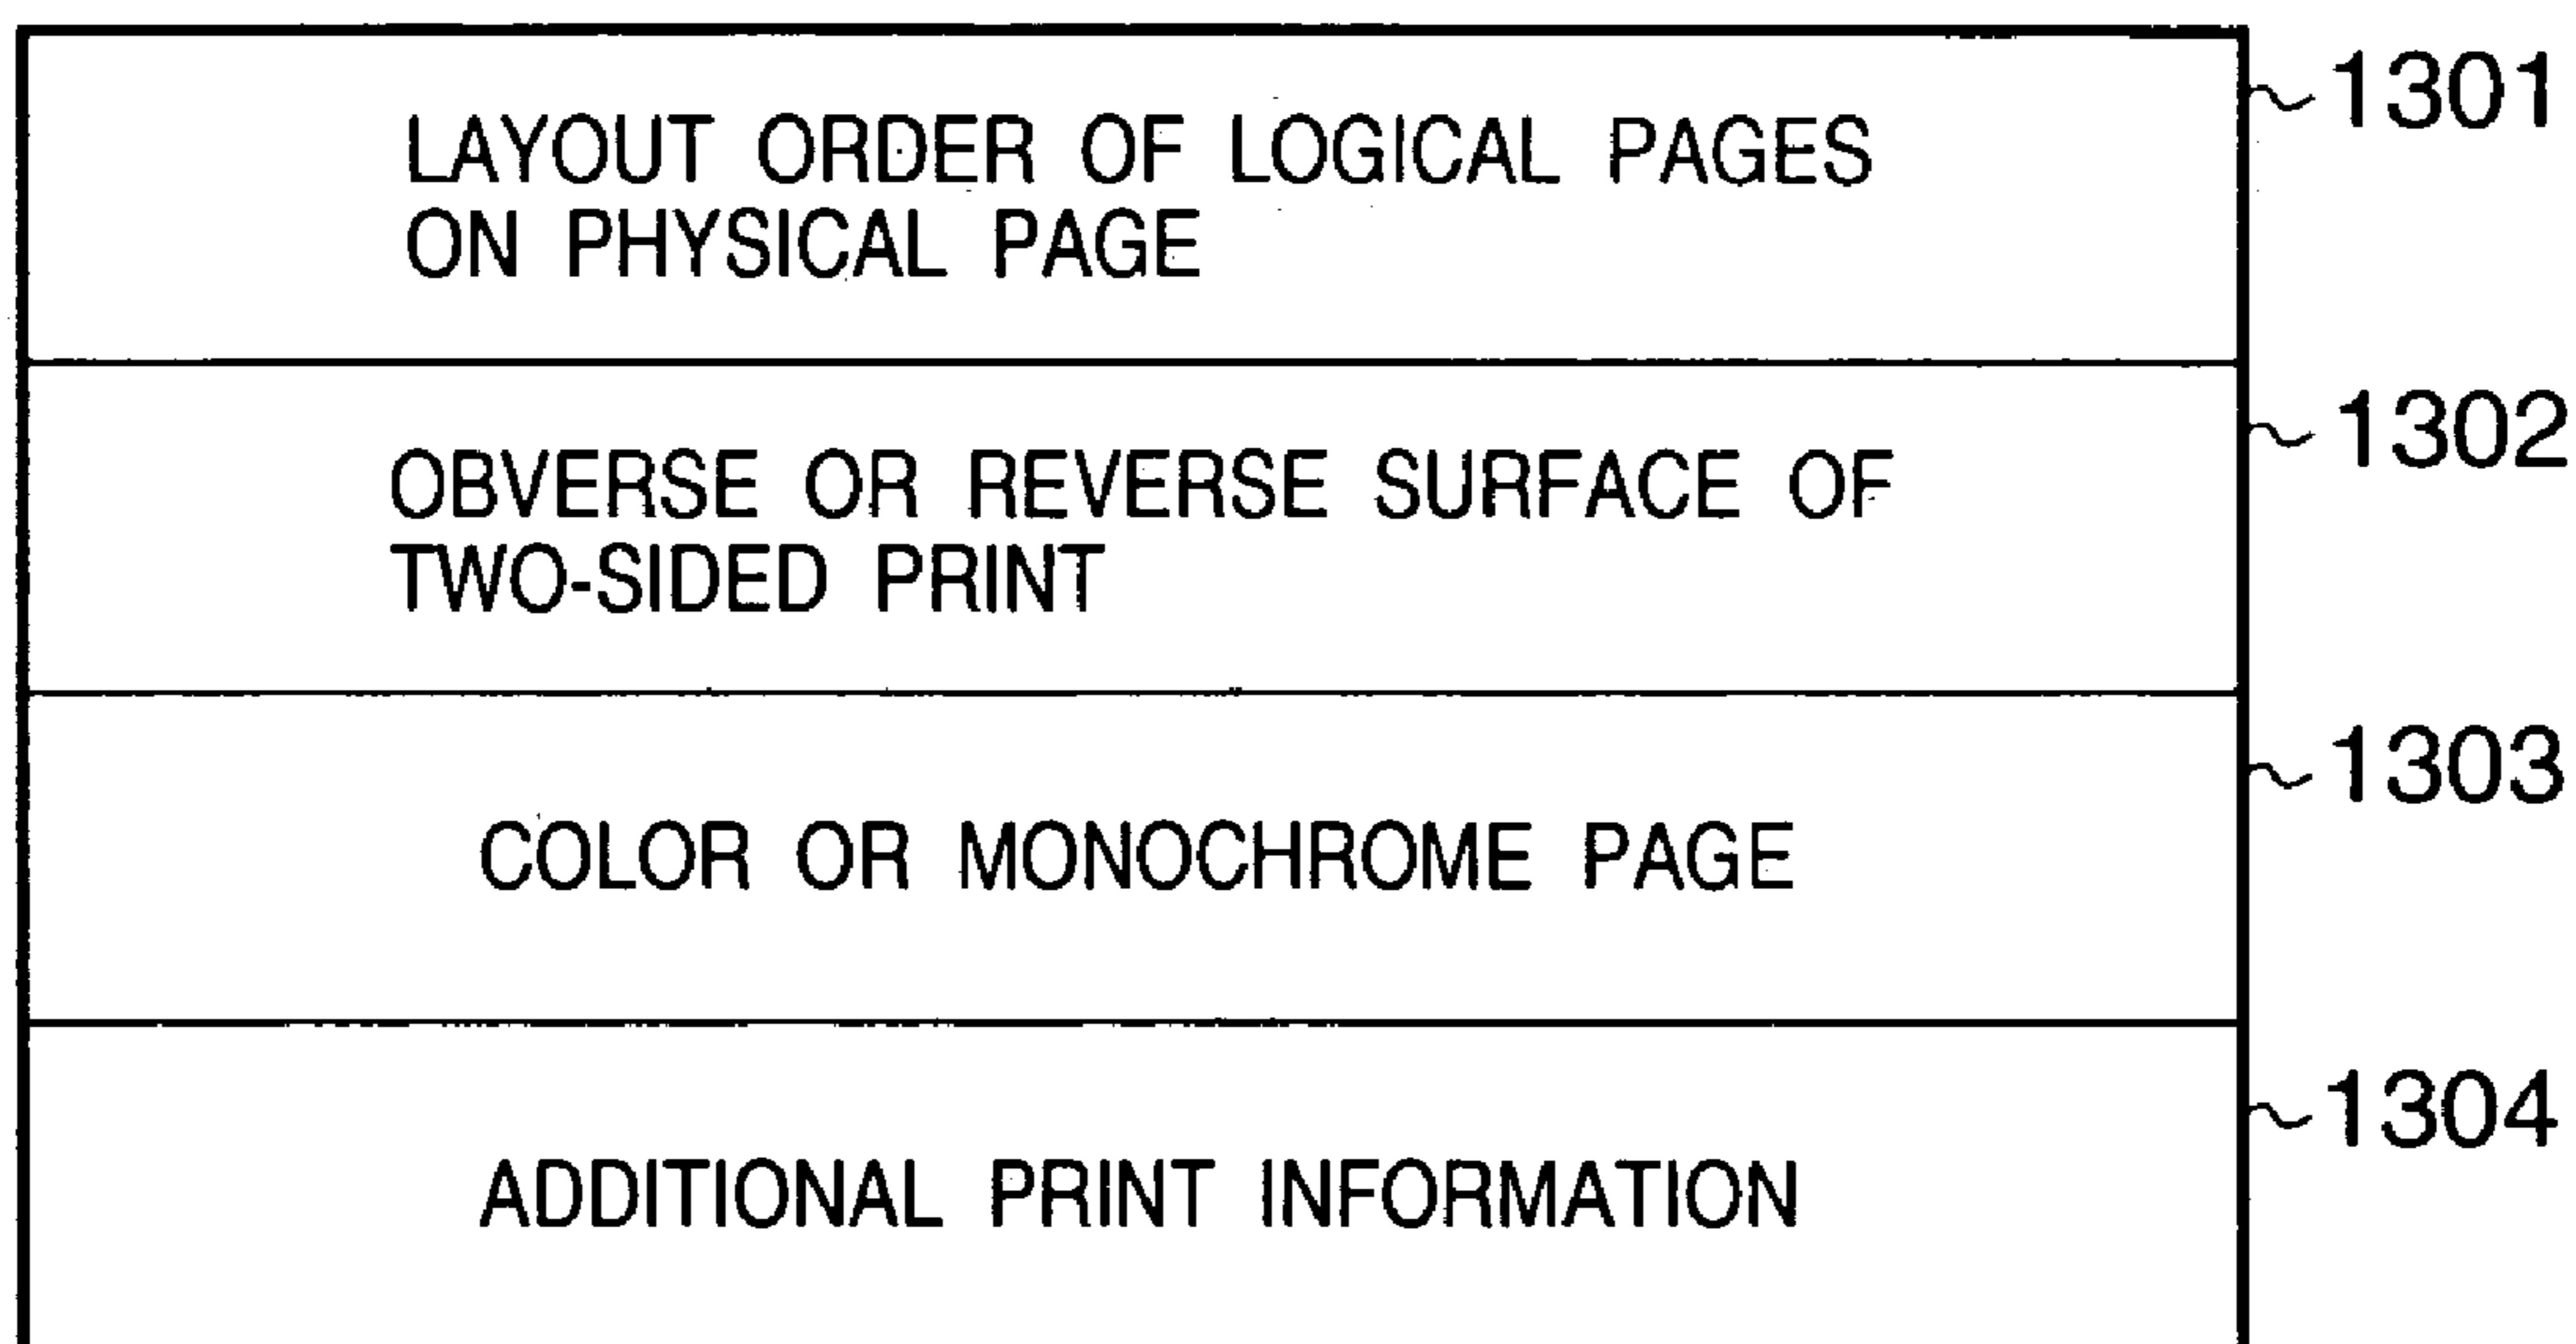 1301
LAYOUT ORDER OF LOGICAL PAGES
ON PHYSICAL PAGE
1302
OBVERSE OR REVERSE SURFACE OF
TWO-SIDED PRINT
1303
COLOR OR MONOCHROME PAGE
1304
ADDITIONAL PRINT INFORMATION